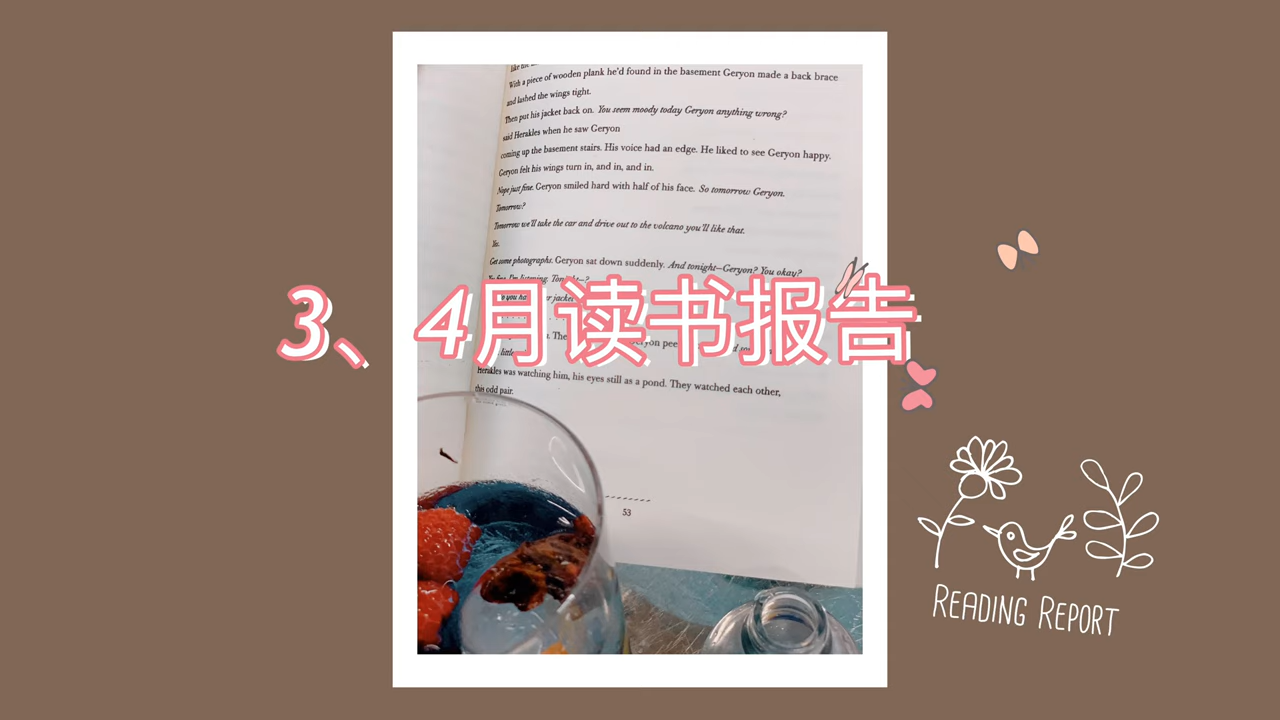 With a piece of wooden plank he'd found in the basement Geryon made a back brace
and lashed the wings tight.
Then put his jacket back on. You seem moody today Geryon anything wrong?
said Herakles when he saw Geryon
coming up the basement stairs. His voice had an edge. He liked to see Geryon happy.
Geryon felt his wings turn in, and in, and in.
Nope just fine. Geryon smiled hard with half of his face. So tomorrow Geryon.
Tomorrow?
Tomorrow we'll take the car and drive out to the volcano you'll like that.
Yes.
Get some photographs. Geryon sat down suddenly. And tonight—Geryon? You okay?
3、4月读书报告
Herakles was watching him, his eyes still as a pond. They watched each other,
this odd pair.
53
READING REPORT